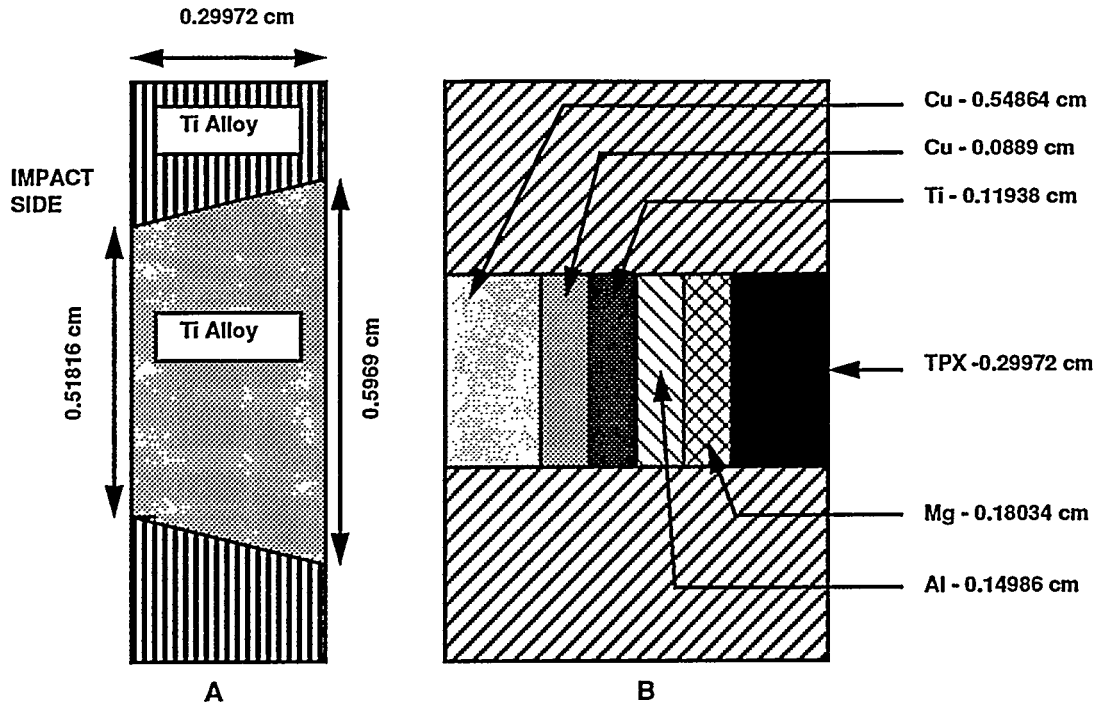 0.29972 cm
Ti Alloy
IMPACT
SIDE
0.51816 cm
Ti Alloy
0.5969 cm
A
Cu - 0.54864 cm
Cu - 0.0889 cm
Ti - 0.11938 cm
TPX -0.29972 cm
Mg - 0.18034 cm
Al - 0.14986 cm
B